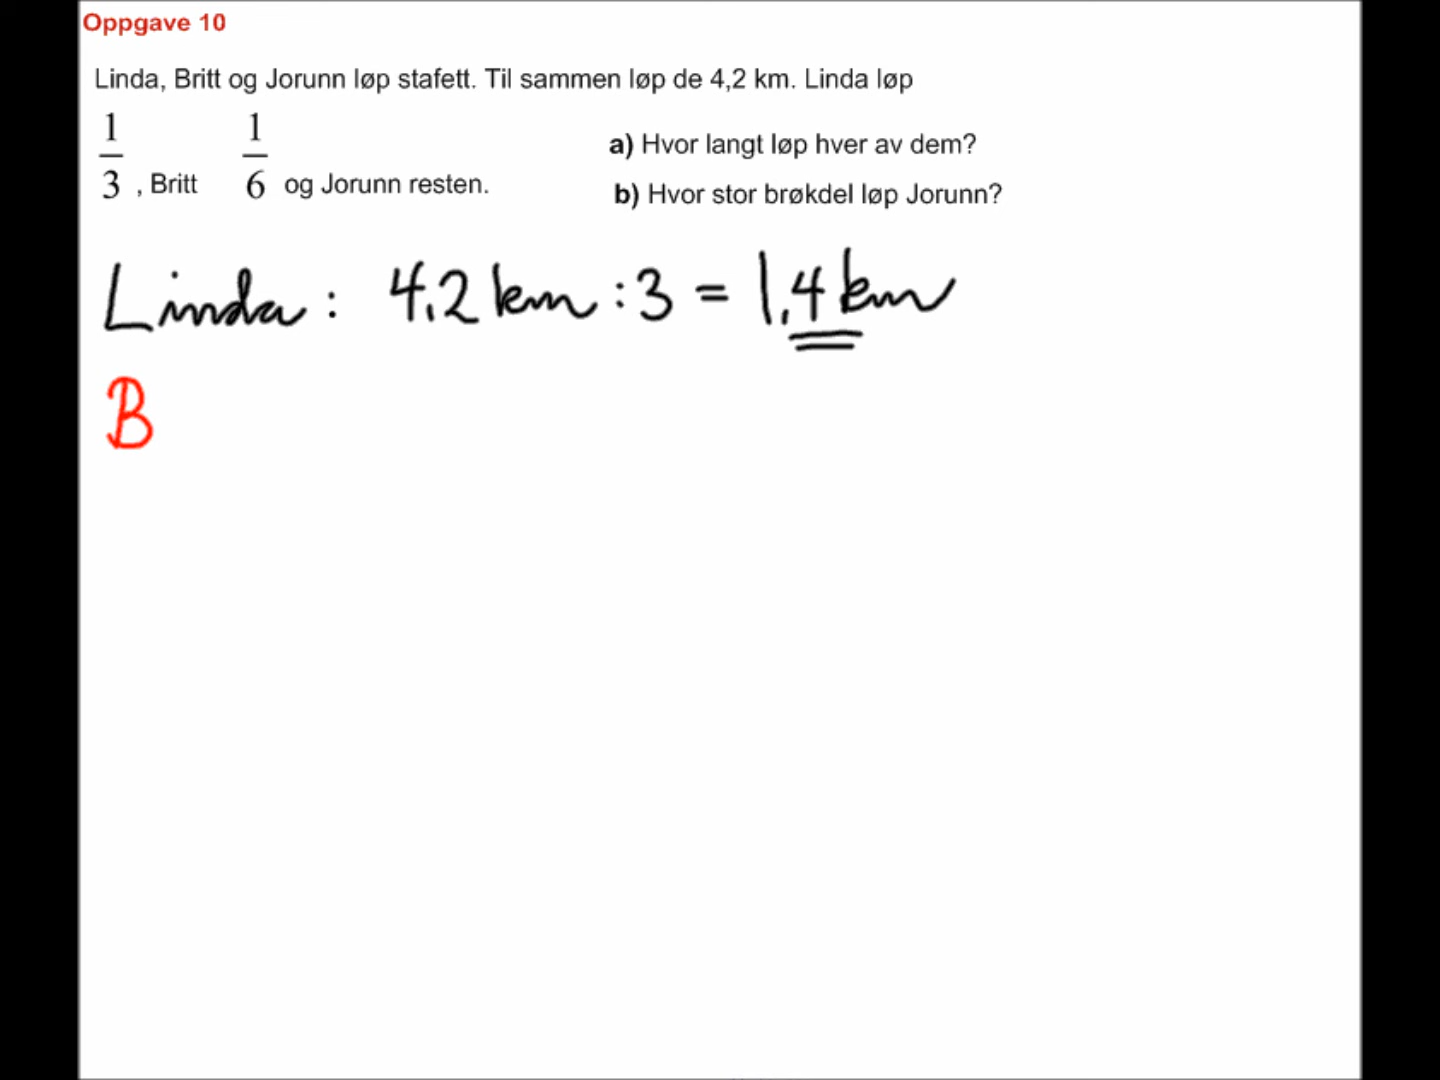 Oppgave 10
Linda, Britt og Jorunn løp stafett. Til sammen løp de 4,2 km. Linda løp
1/3 , Britt 1/6 og Jorunn resten.
a) Hvor langt løp hver av dem?
b) Hvor stor brøkdel løp Jorunn?
Linda: 4,2 km : 3 = 1,4 km
B